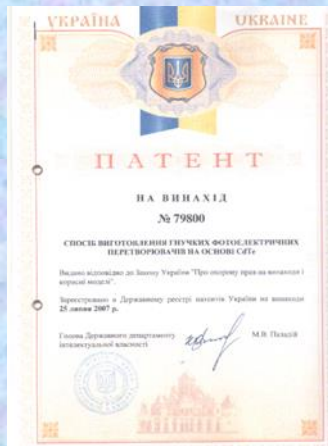 УКРАЇНА UKRAINE
ПАТЕНТ
НА ВИНАХІД
№ 79800
СПОСІБ ВИГОТОВЛЕННЯ ГНУЧКИХ ФОТОЕЛЕКТРИЧНИХ
ПЕРЕТВОРЮВАЧІВ НА ОСНОВІ CdTe
Видано відповідно до Закону України "Про охорону прав на винаходи і
корисні моделі".
Зареєстровано в Державному реєстрі патентів України на винаходи
25 липня 2007 р.
Голова Державного департаменту
інтелектуальної власності
М.В. Паладій